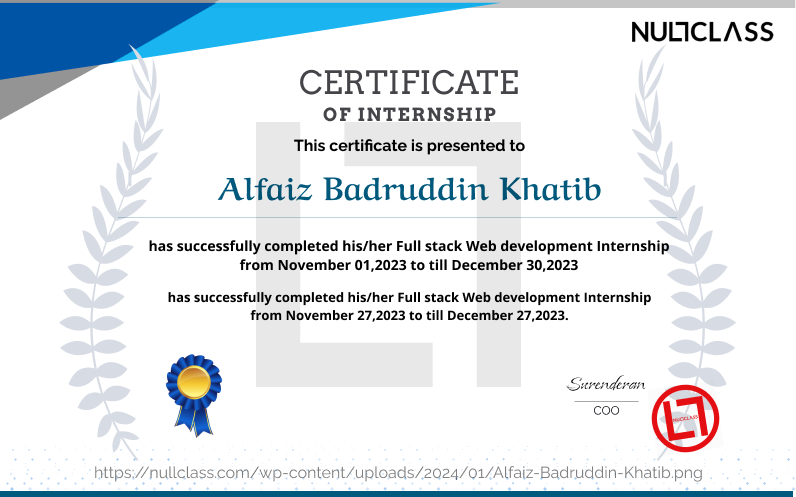 NULLCLASS
CERTIFICATE
OF INTERNSHIP
This certificate is presented to
Alfaiz Badruddin Khatib
has successfully completed his/her Full stack Web development Internship
from November 01,2023 to till December 30,2023
has successfully completed his/her Full stack Web development Internship
from November 27,2023 to till December 27,2023.
Surenderan
COO
NULLCLASS
https://nullclass.com/wp-content/uploads/2024/01/Alfaiz-Badruddin-Khatib.png